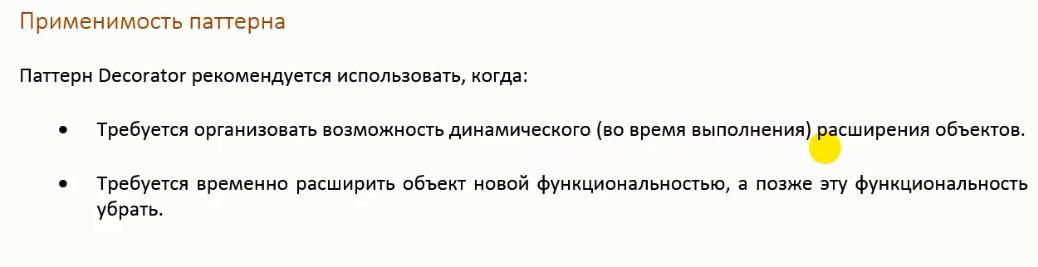 Применимость паттерна
Паттерн Decorator рекомендуется использовать, когда:
• Требуется организовать возможность динамического (во время выполнения) расширения объектов.
• Требуется временно расширить объект новой функциональностью, а позже эту функциональность
убрать.